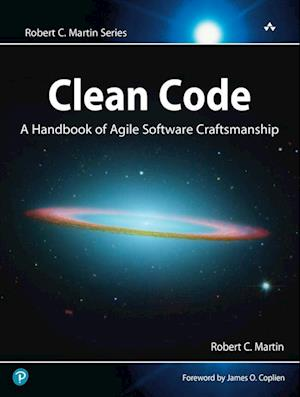 Robert C. Martin Series
Clean Code
A Handbook of Agile Software Craftsmanship
Robert C. Martin
P
Foreword by James O. Coplien